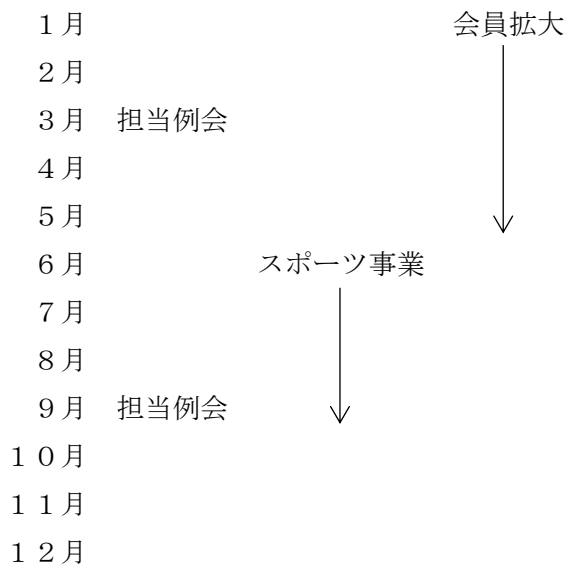 １月 会員拡大
２月
３月 担当例会
４月
５月
６月 スポーツ事業
７月
８月
９月 担当例会
１０月
１１月
１２月